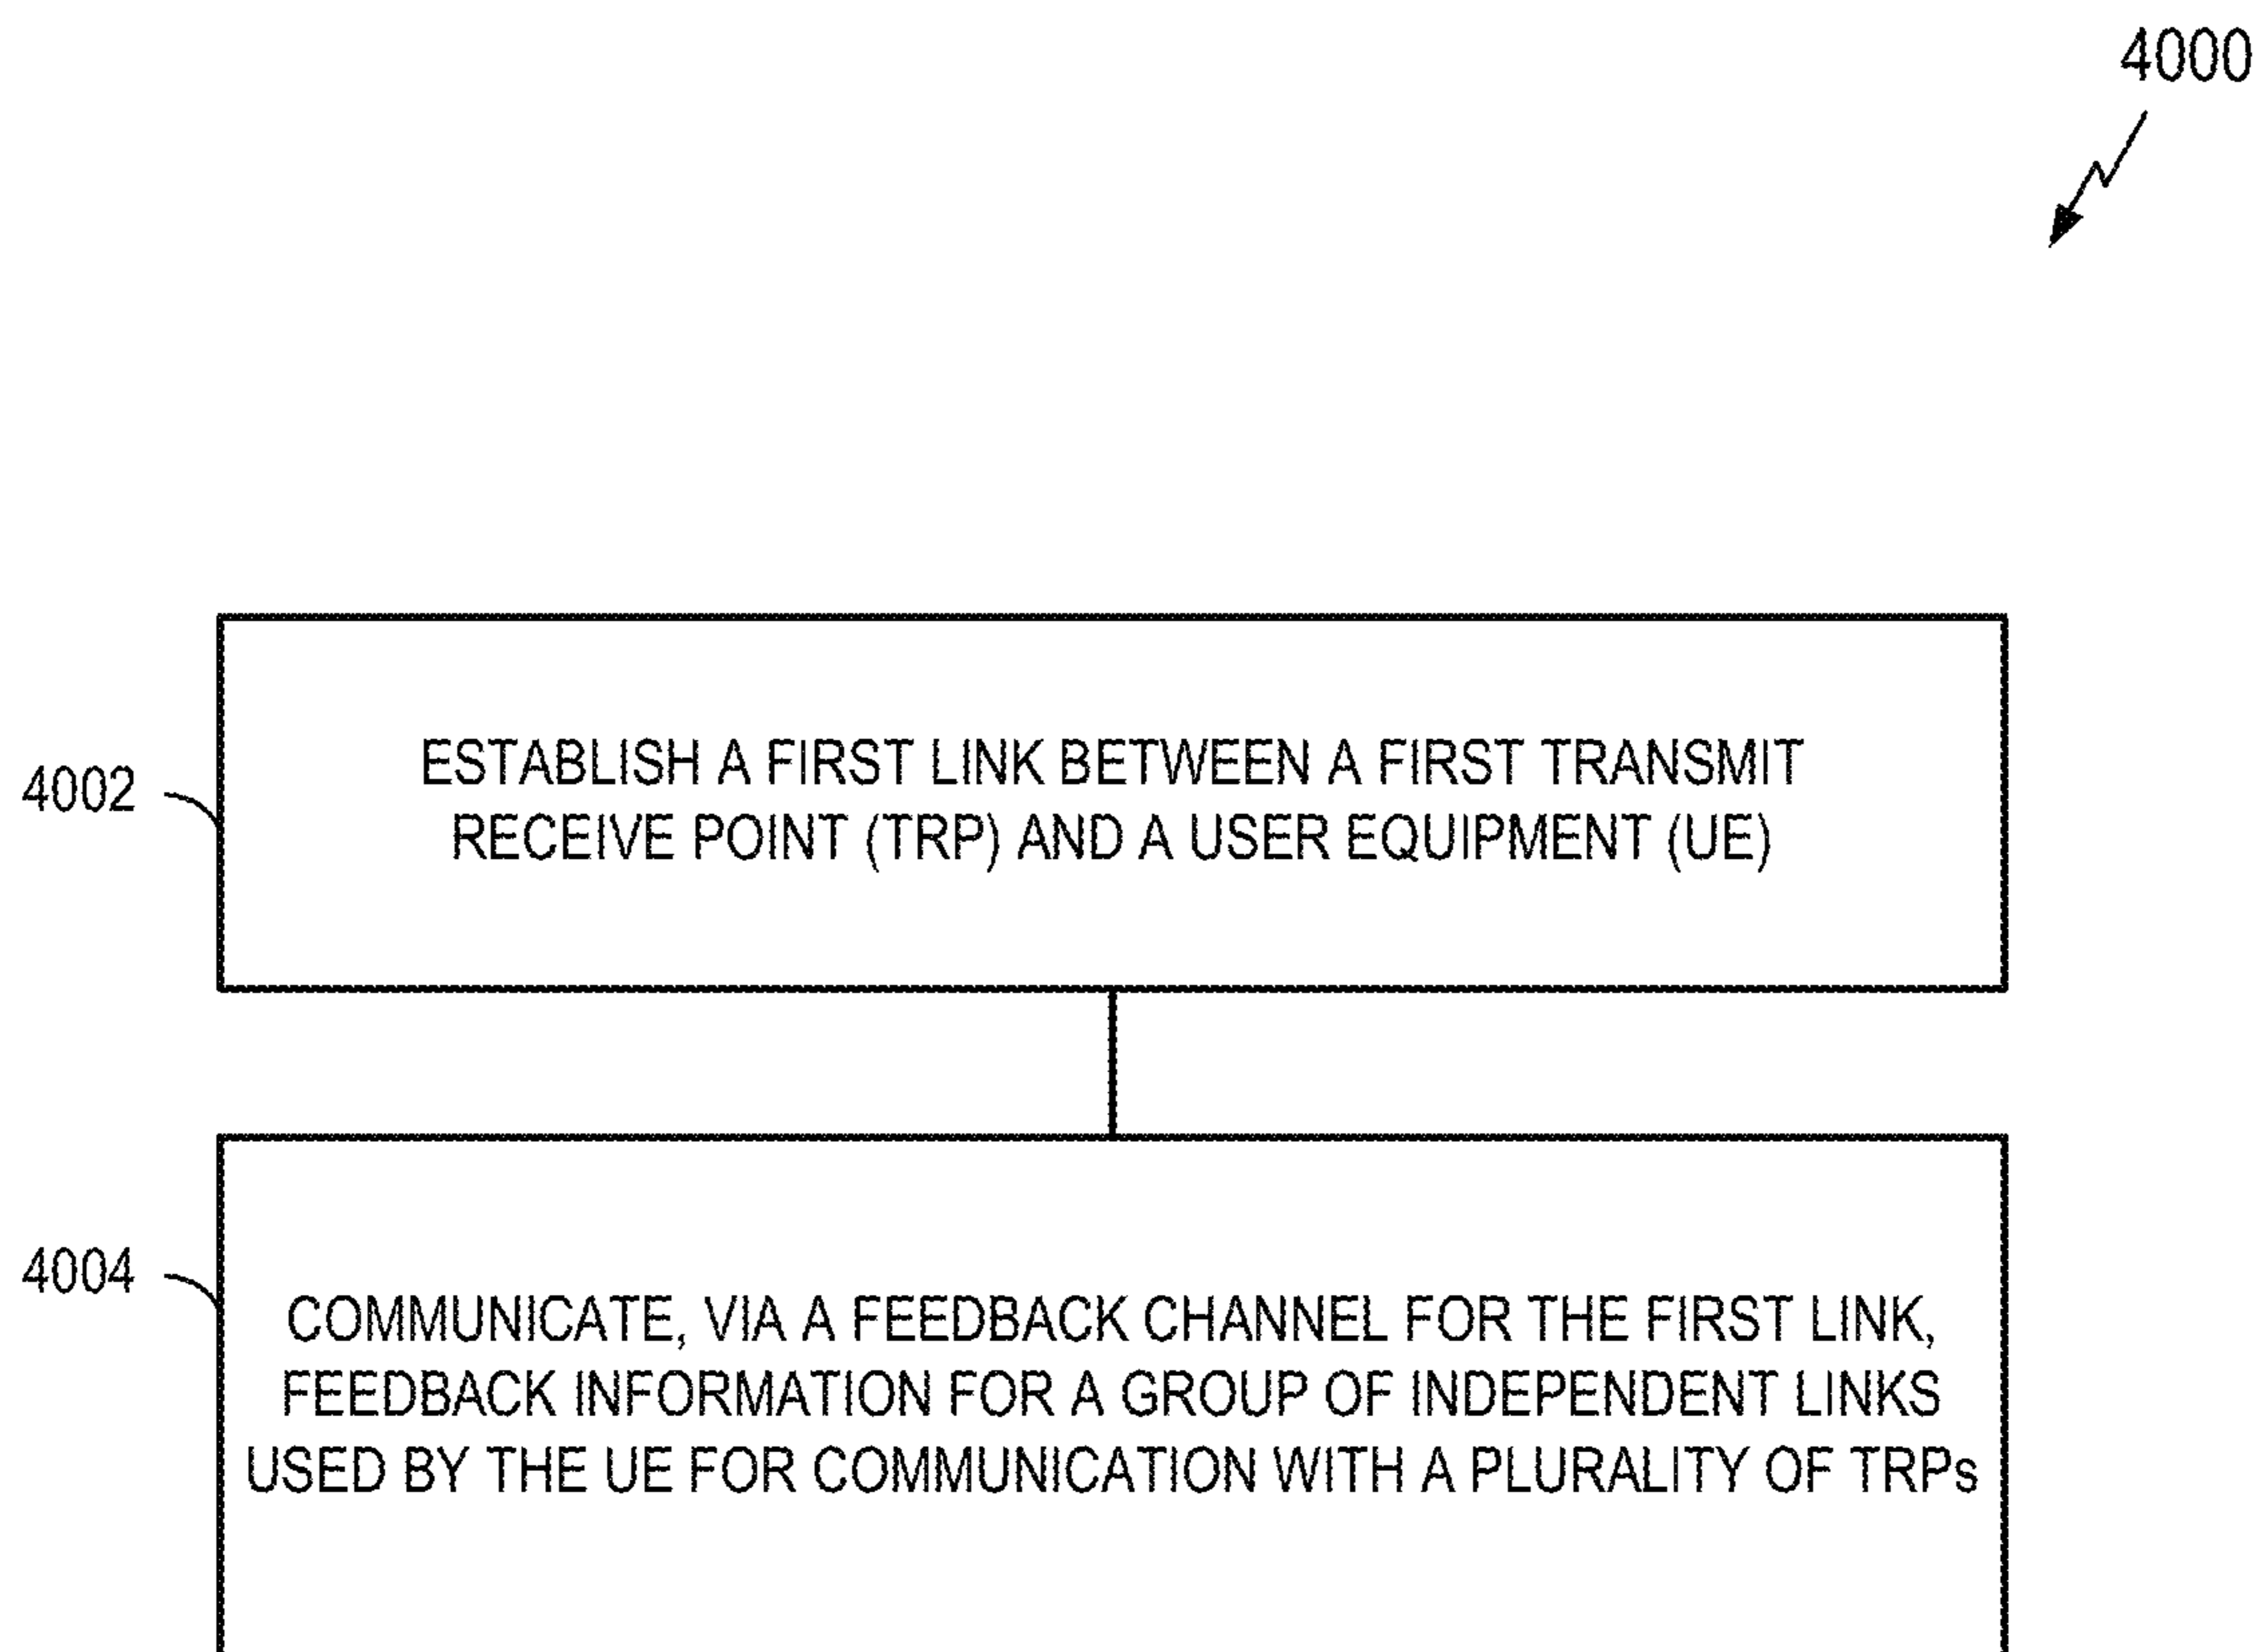 4000
4002
ESTABLISH A FIRST LINK BETWEEN A FIRST TRANSMIT
RECEIVE POINT (TRP) AND A USER EQUIPMENT (UE)
4004
COMMUNICATE, VIA A FEEDBACK CHANNEL FOR THE FIRST LINK,
FEEDBACK INFORMATION FOR A GROUP OF INDEPENDENT LINKS
USED BY THE UE FOR COMMUNICATION WITH A PLURALITY OF TRPs